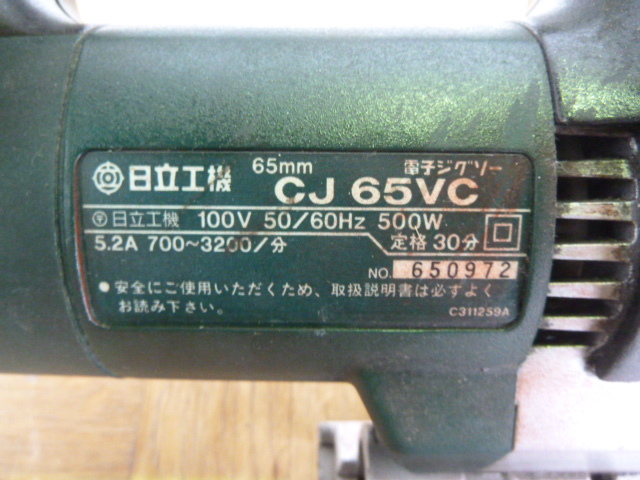 日立工機 65mm 電子ジグソー
CJ 65VC
〒日立工機 100V 50/60Hz 500W
5.2A 700~3200/分 定格30分
NO. 650972
●安全にご使用いただくため、取扱説明書は必ずよく
お読み下さい。
C311259A